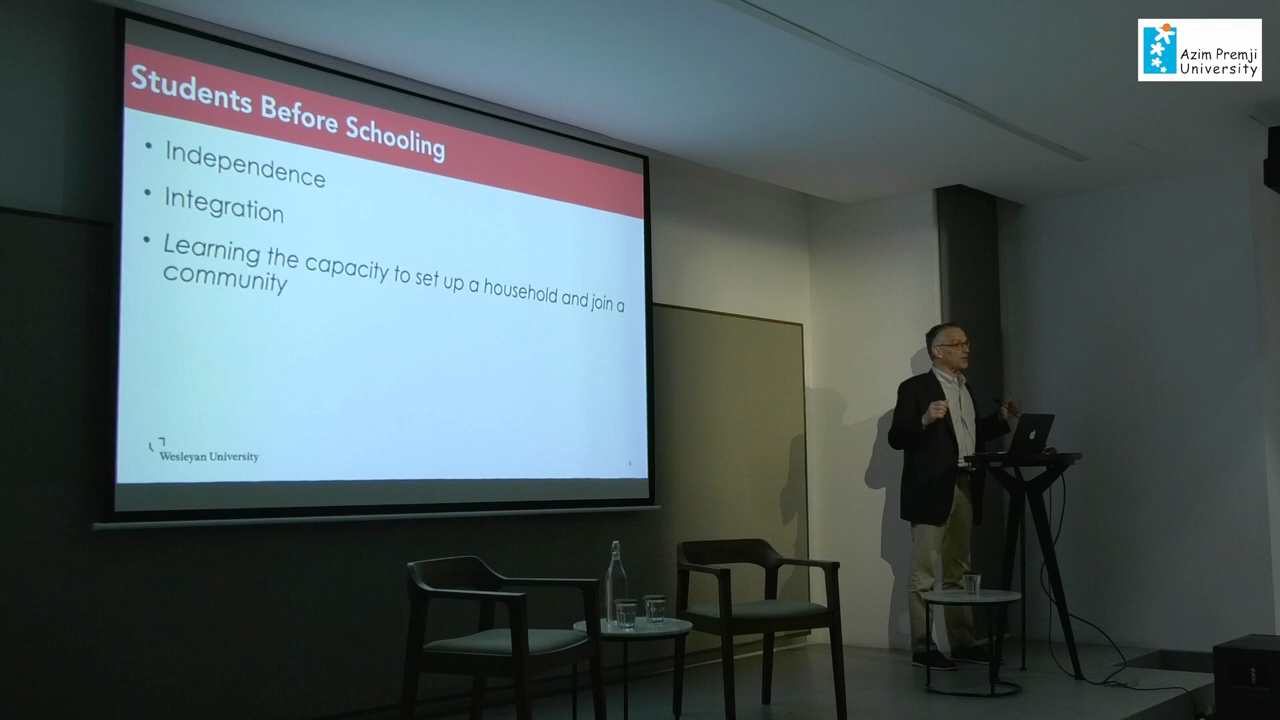 Azim Premji
University
Students Before Schooling
• Independence
• Integration
• Learning the capacity to set up a household and join a
community
Wesleyan University